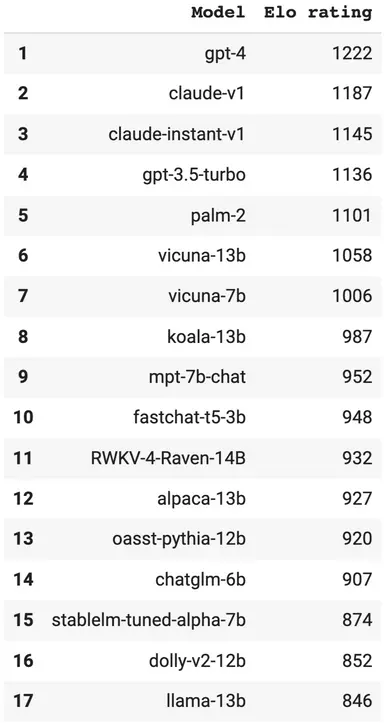 Model Elo rating
1 gpt-4 1222
2 claude-v1 1187
3 claude-instant-v1 1145
4 gpt-3.5-turbo 1136
5 palm-2 1101
6 vicuna-13b 1058
7 vicuna-7b 1006
8 koala-13b 987
9 mpt-7b-chat 952
10 fastchat-t5-3b 948
11 RWKV-4-Raven-14B 932
12 alpaca-13b 927
13 oasst-pythia-12b 920
14 chatglm-6b 907
15 stablelm-tuned-alpha-7b 874
16 dolly-v2-12b 852
17 llama-13b 846